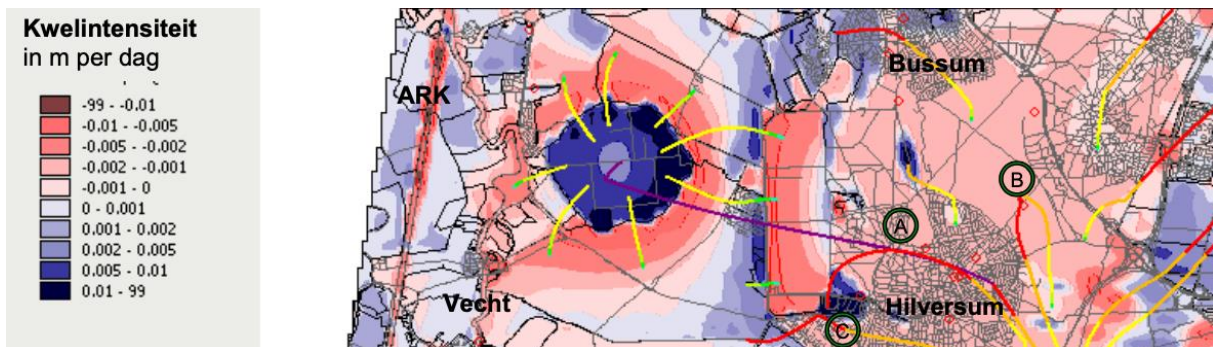 Kwelintensiteit
in m per dag
-99 - -0.01
-0.01 - -0.005
-0.005 - -0.002
-0.002 - -0.001
-0.001 - 0
0 - 0.001
0.001 - 0.002
0.002 - 0.005
0.005 - 0.01
0.01 - 99
ARK
Bussum
B
A
Vecht
Hilversum
C